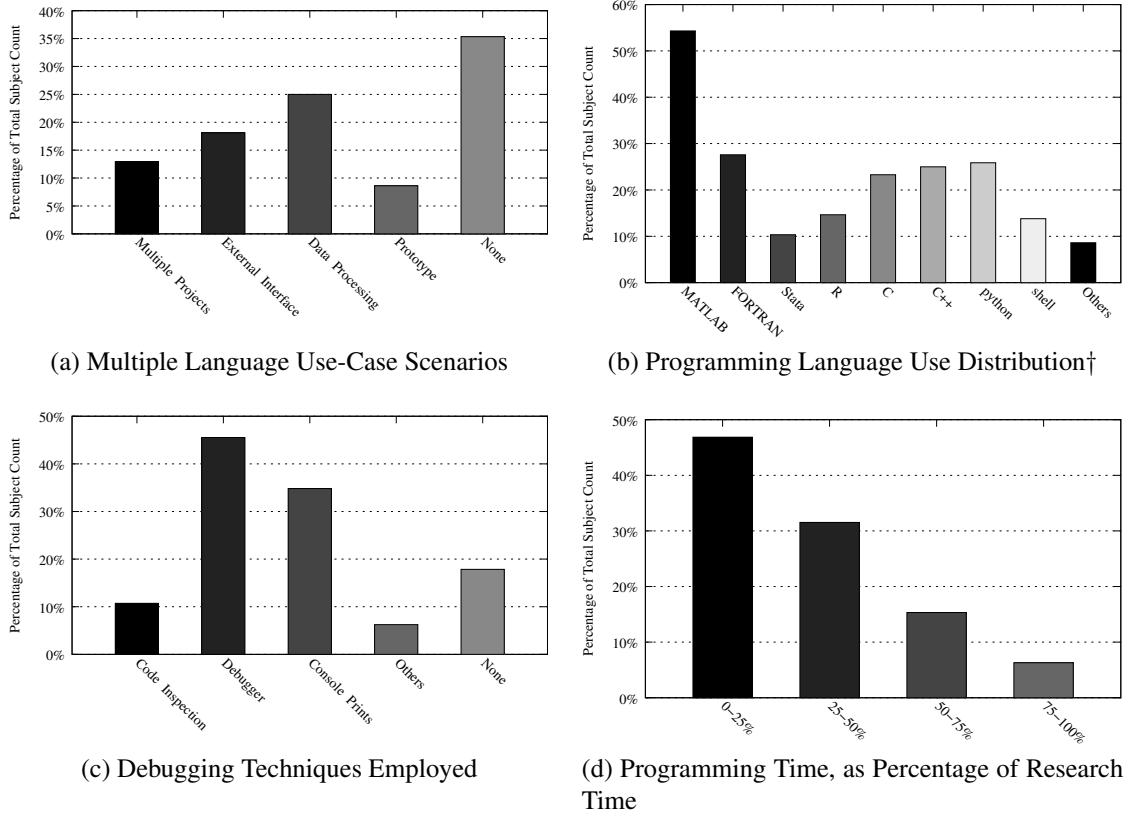 40%
35%
30%
25%
20%
15%
10%
5%
0%
Percentage of Total Subject Count
Multiple Projects
External Interface
Data Processing
Prototype
None
(a) Multiple Language Use-Case Scenarios
60%
50%
40%
30%
20%
10%
0%
Percentage of Total Subject Count
MATLAB
FORTRAN
Stata
R
C
C++
python
shell
Others
(b) Programming Language Use Distribution†
50%
40%
30%
20%
10%
0%
Percentage of Total Subject Count
Code Inspection
Debugger
Console Prints
Others
None
(c) Debugging Techniques Employed
50%
40%
30%
20%
10%
0%
Percentage of Total Subject Count
0−25%
25−50%
50−75%
75−100%
(d) Programming Time, as Percentage of Research
Time